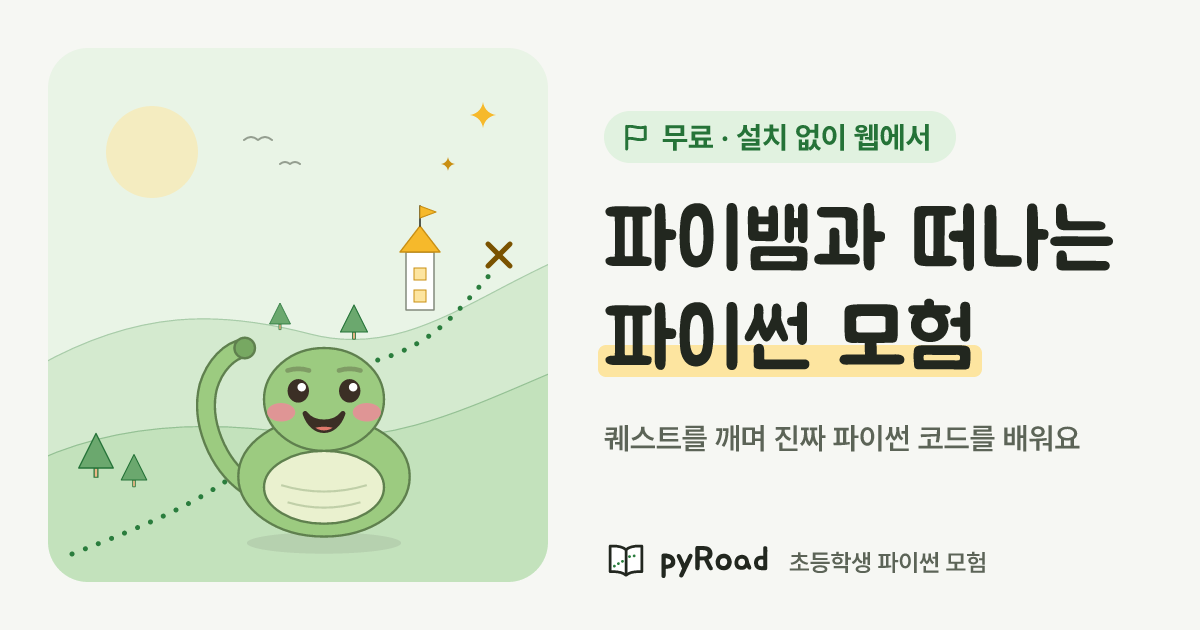 무료 · 설치 없이 웹에서
파이뱀과 떠나는
파이썬 모험
퀘스트를 깨며 진짜 파이썬 코드를 배워요
pyRoad 초등학생 파이썬 모험